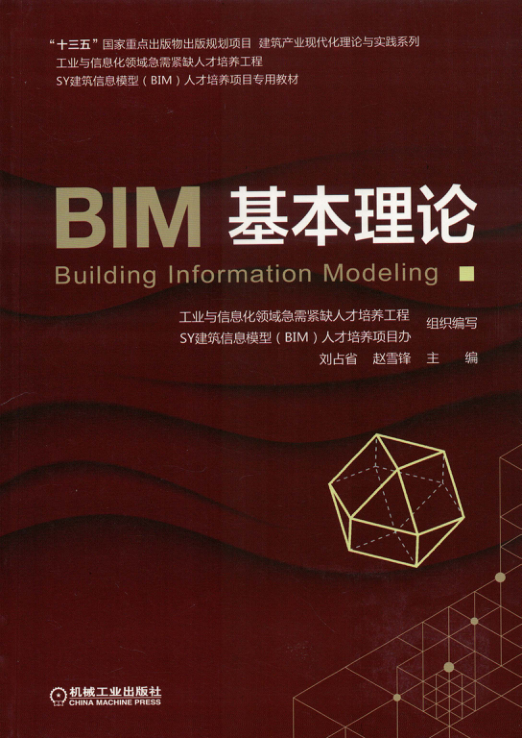 “十三五”国家重点出版物出版规划项目 建筑产业现代化理论与实践系列
工业与信息化领域急需紧缺人才培养工程
SY建筑信息模型（BIM）人才培养项目专用教材
BIM 基本理论
Building Information Modeling
工业与信息化领域急需紧缺人才培养工程
SY建筑信息模型（BIM）人才培养项目办
组织编写
刘占省 赵雪锋 主 编
机械工业出版社
CHINA MACHINE PRESS